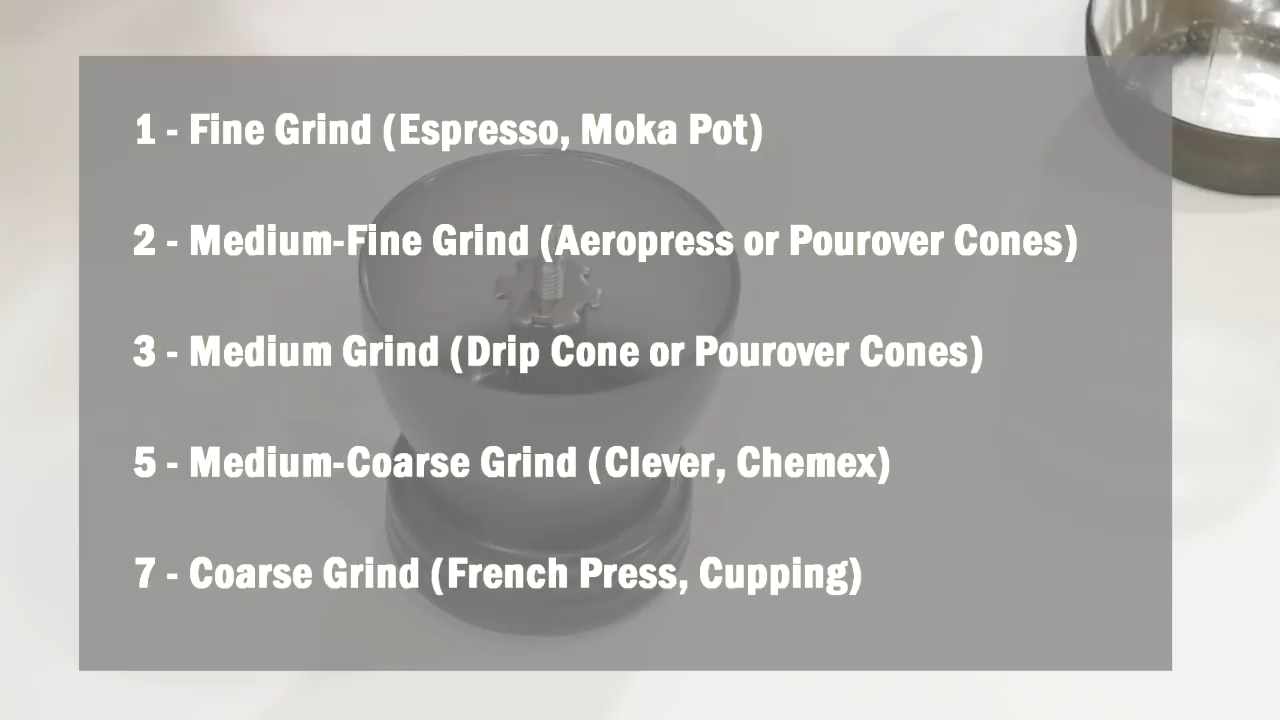 1 - Fine Grind (Espresso, Moka Pot)
2 - Medium-Fine Grind (Aeropress or Pourover Cones)
3 - Medium Grind (Drip Cone or Pourover Cones)
5 - Medium-Coarse Grind (Clever, Chemex)
7 - Coarse Grind (French Press, Cupping)